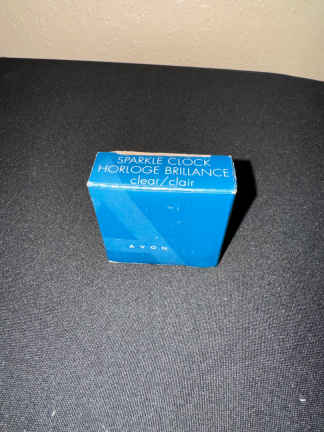 SPARKLE CLOCK
HORLOGE BRILLANCE
clear/clair
AVON